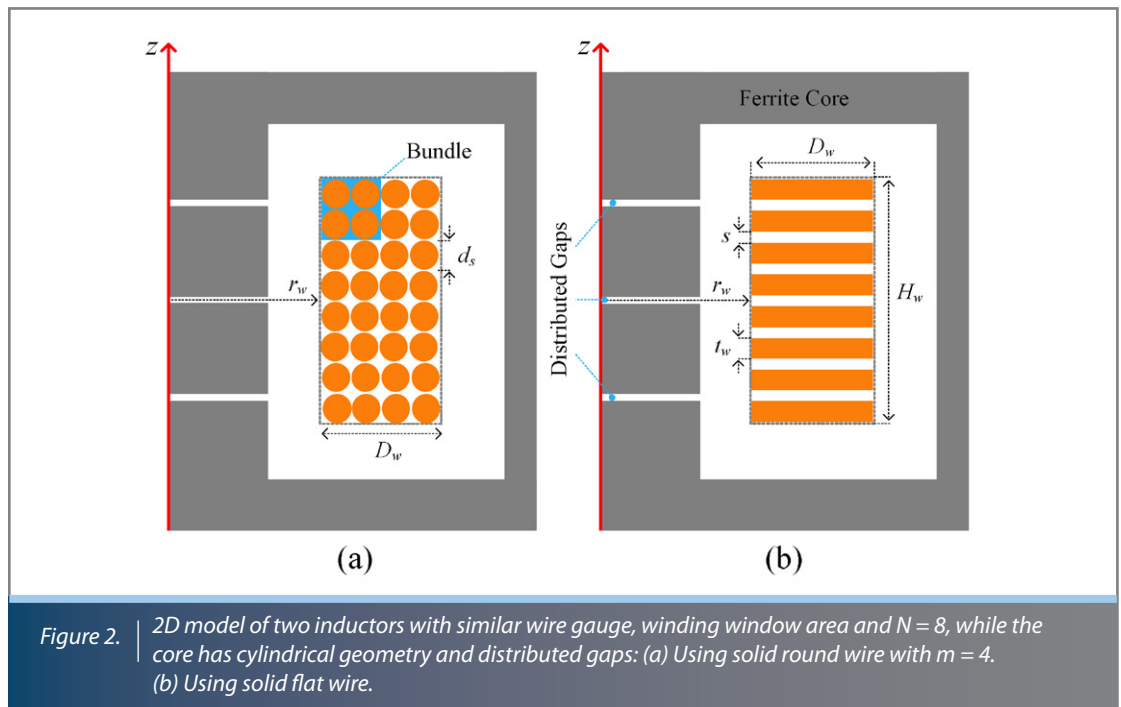 z
Bundle
d_s
r_w
D_w
(a)
Distributed Gaps
z
Ferrite Core
D_w
s
r_w
H_w
t_w
(b)
Figure 2.
2D model of two inductors with similar wire gauge, winding window area and N = 8, while the
core has cylindrical geometry and distributed gaps: (a) Using solid round wire with m = 4.
(b) Using solid flat wire.